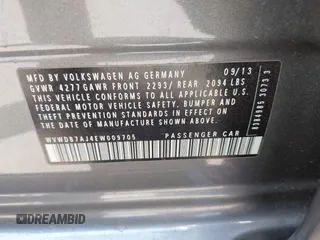 MFD BY VOLKSWAGEN AG GERMANY 09/13
GVWR 4277 GAWR FRONT 2293/ REAR 2094 LBS
THIS VEHICLE CONFORMS TO ALL APPLICABLE U.S.
FEDERAL MOTOR VEHICLE SAFETY, BUMPER AND
THEFT PREVENTION STANDARDS IN EFFECT ON THE
DATE OF MANUFACTURE SHOWN ABOVE.
WVWDB7AJ4EW009705 PASSENGER CAR
BIDWMB